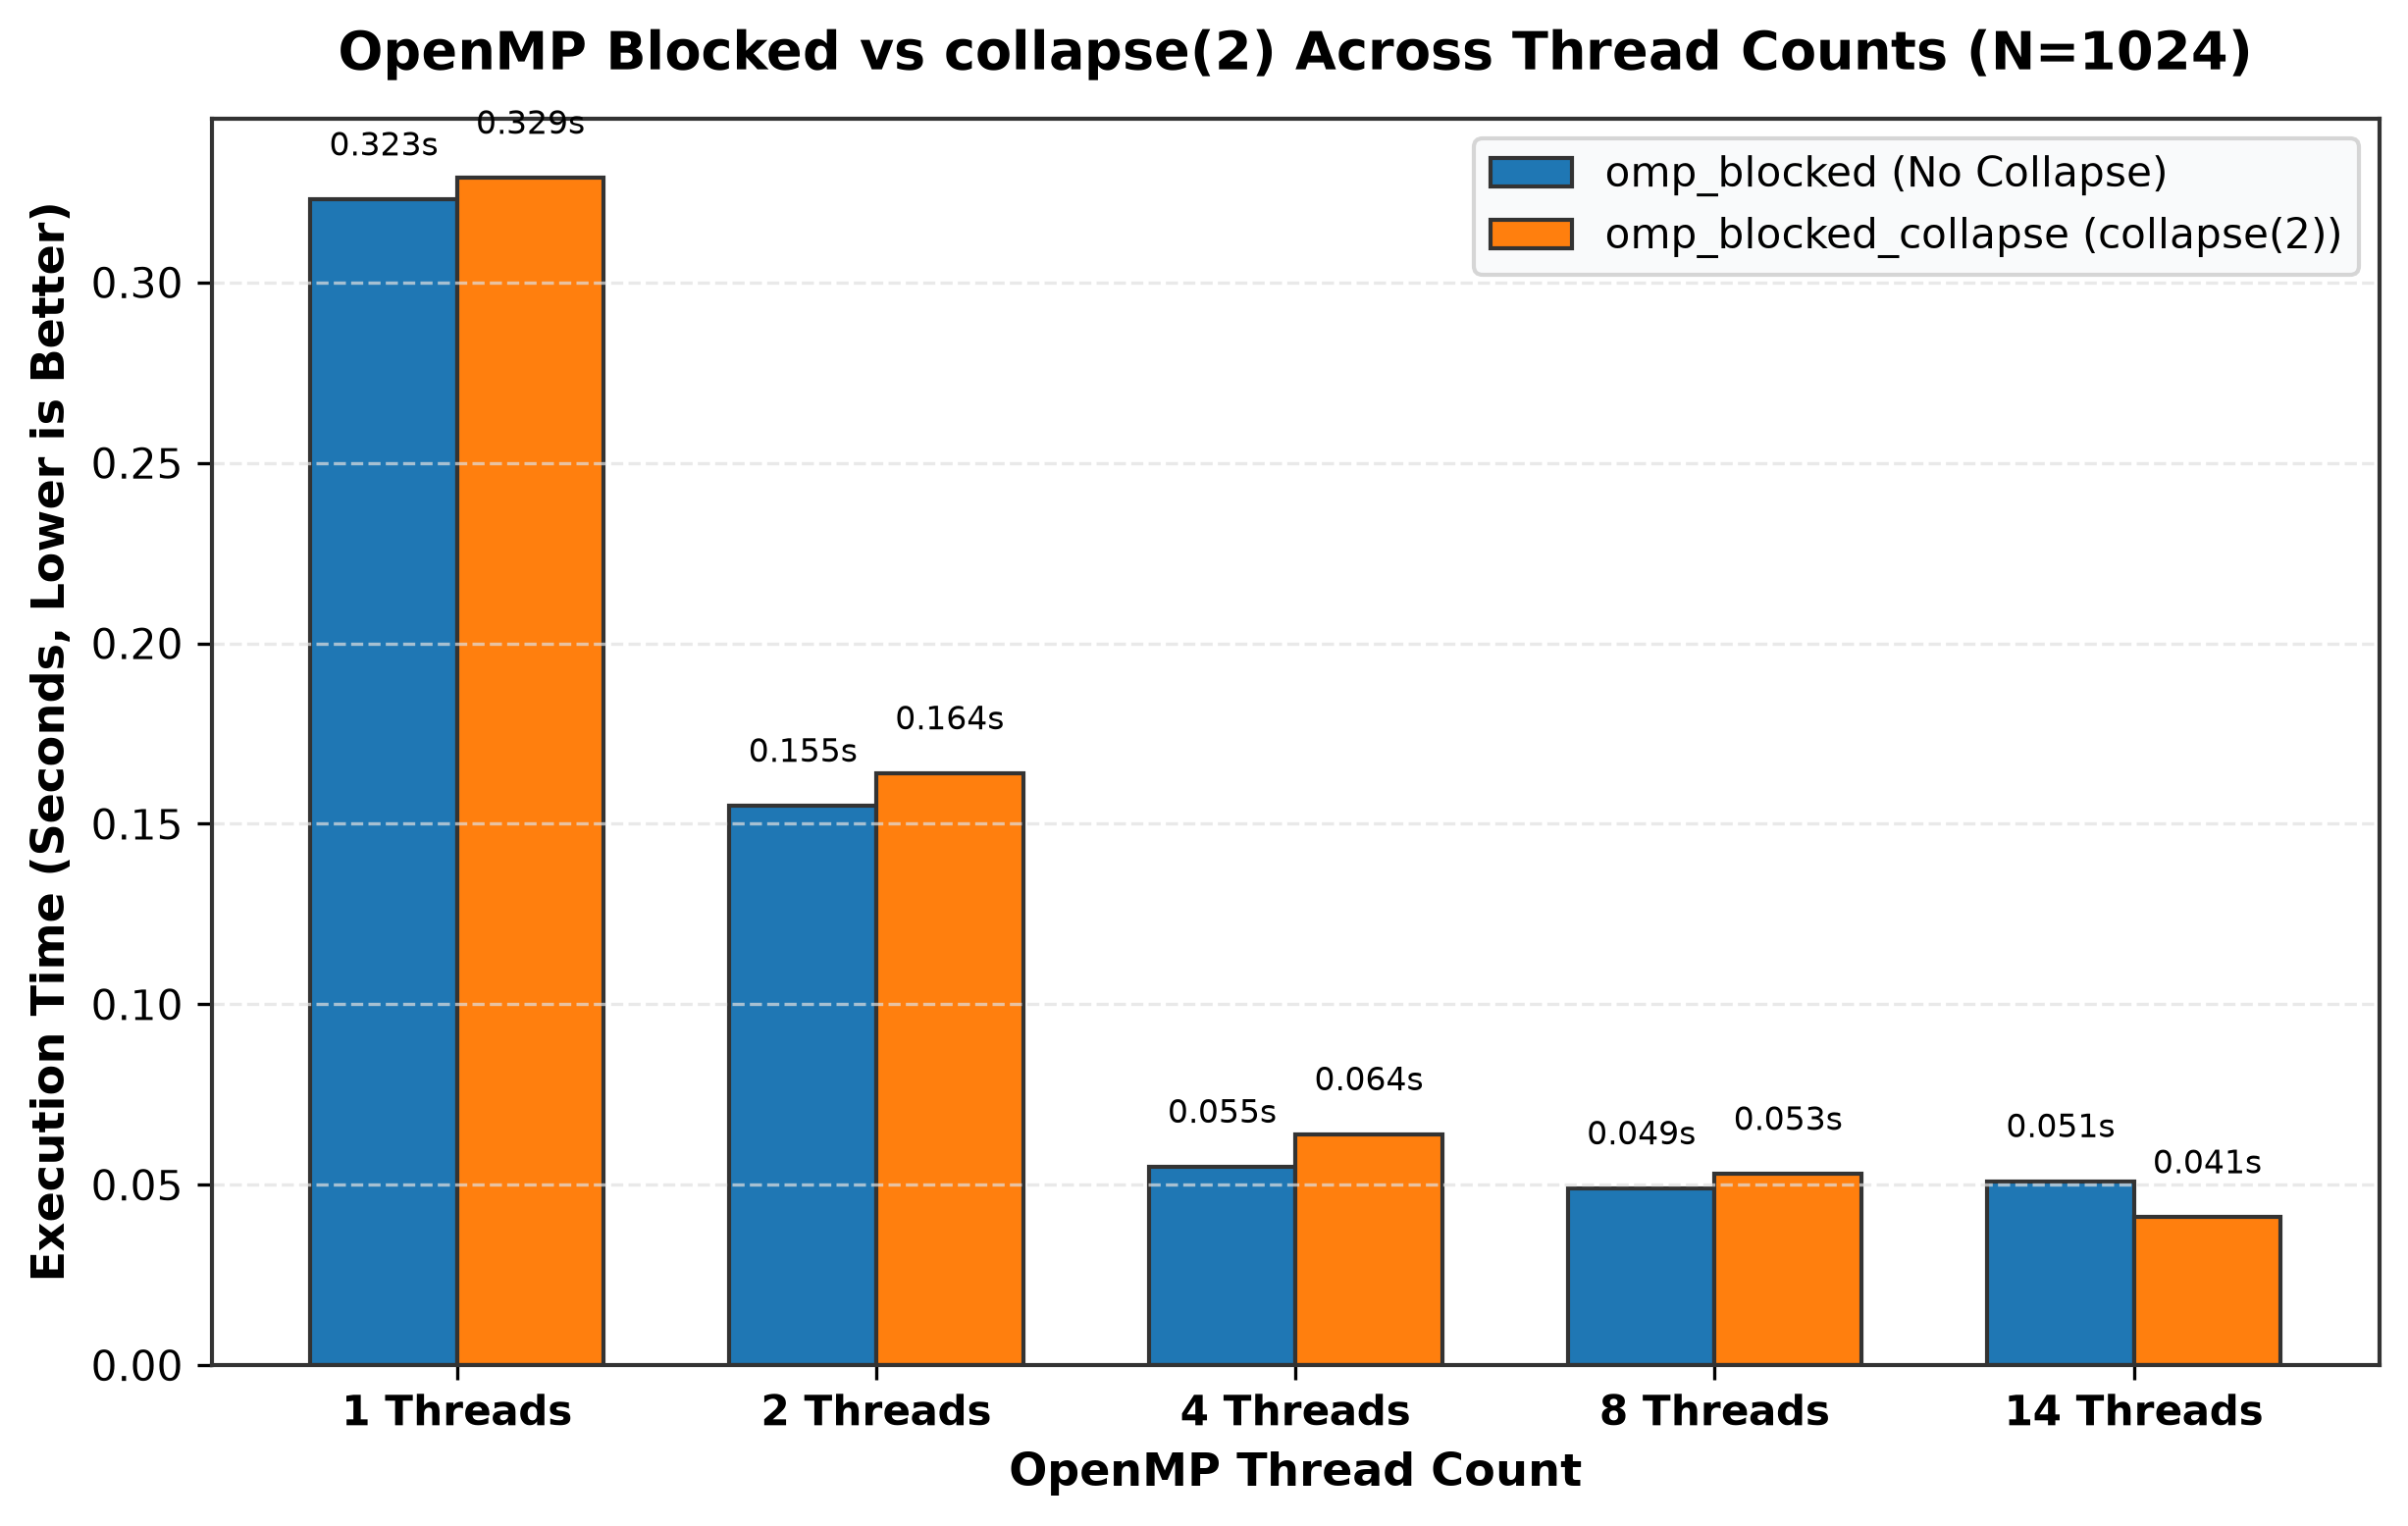 OpenMP Blocked vs collapse(2) Across Thread Counts (N=1024)
omp_blocked (No Collapse)
omp_blocked_collapse (collapse(2))
Execution Time (Seconds, Lower is Better)
0.30
0.25
0.20
0.15
0.10
0.05
0.00
0.323s
0.329s
0.155s
0.164s
0.055s
0.064s
0.049s
0.053s
0.051s
0.041s
1 Threads
2 Threads
4 Threads
8 Threads
14 Threads
OpenMP Thread Count